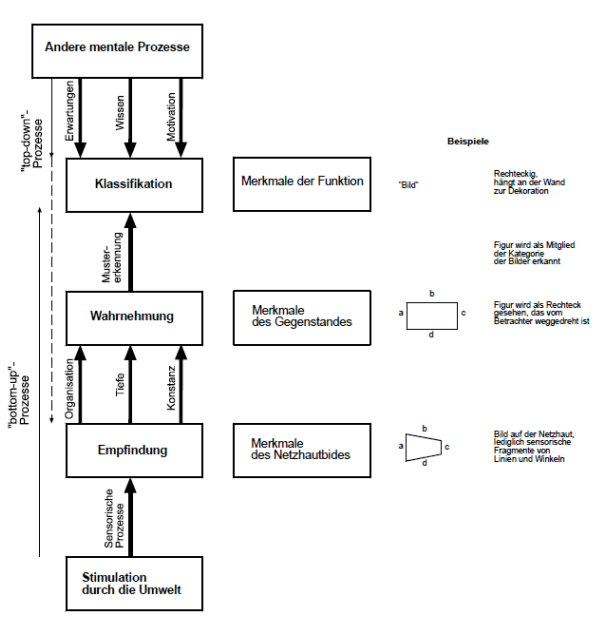 Andere mentale Prozesse
"top-down"-
Prozesse
Erwartungen
Wissen
Motivation
Beispiele
Klassifikation
Merkmale der Funktion
"Bild"
Rechteckig,
hängt an der Wand
zur Dekoration
Muster-
erkennung
Figur wird als Mitglied
der Kategorie
der Bilder erkannt
Wahrnehmung
Merkmale
des Gegenstandes
b
a
c
d
Figur wird als Rechteck
gesehen, das vom
Betrachter weggedreht ist
"bottom-up"-
Prozesse
Organisation
Tiefe
Konstanz
Empfindung
Merkmale
des Netzhautbides
b
a
c
d
Bild auf der Netzhaut,
lediglich sensorische
Fragmente von
Linien und Winkeln
Sensorische
Prozesse
Stimulation
durch die Umwelt